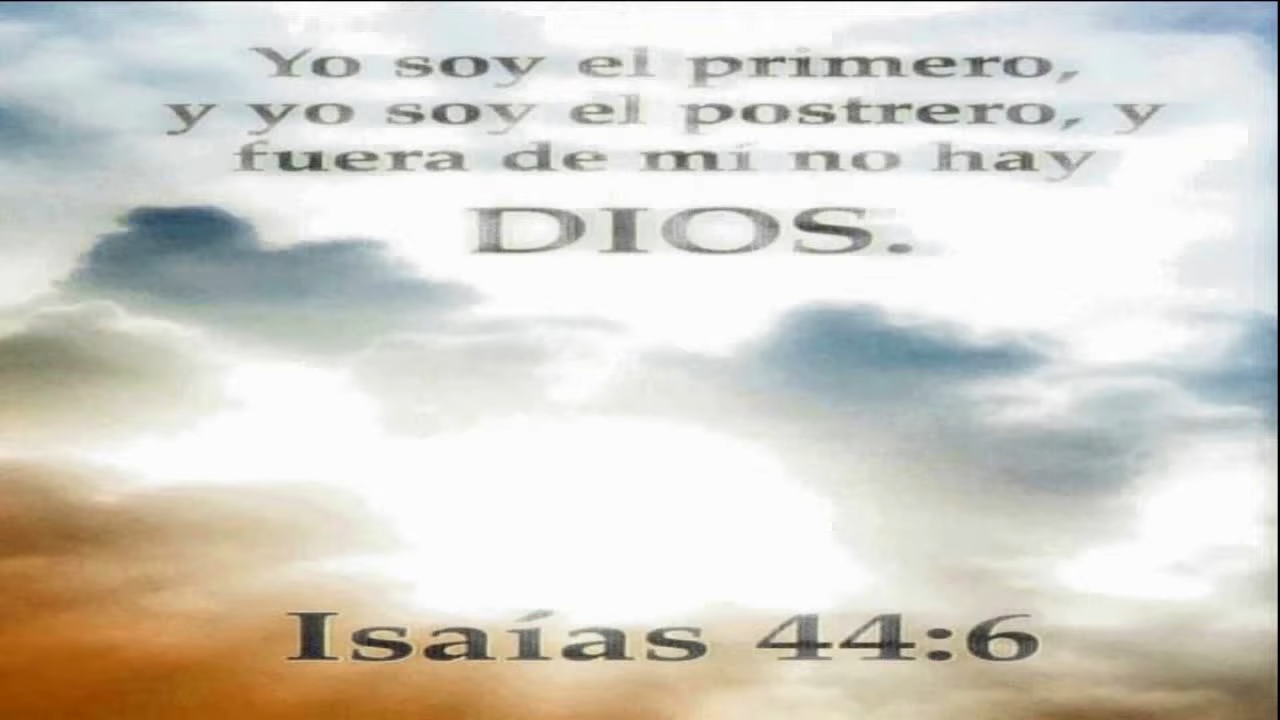 Yo soy el primero,
y yo soy el postrero, y
fuera de mí no hay
DIOS.
Isaías 44:6